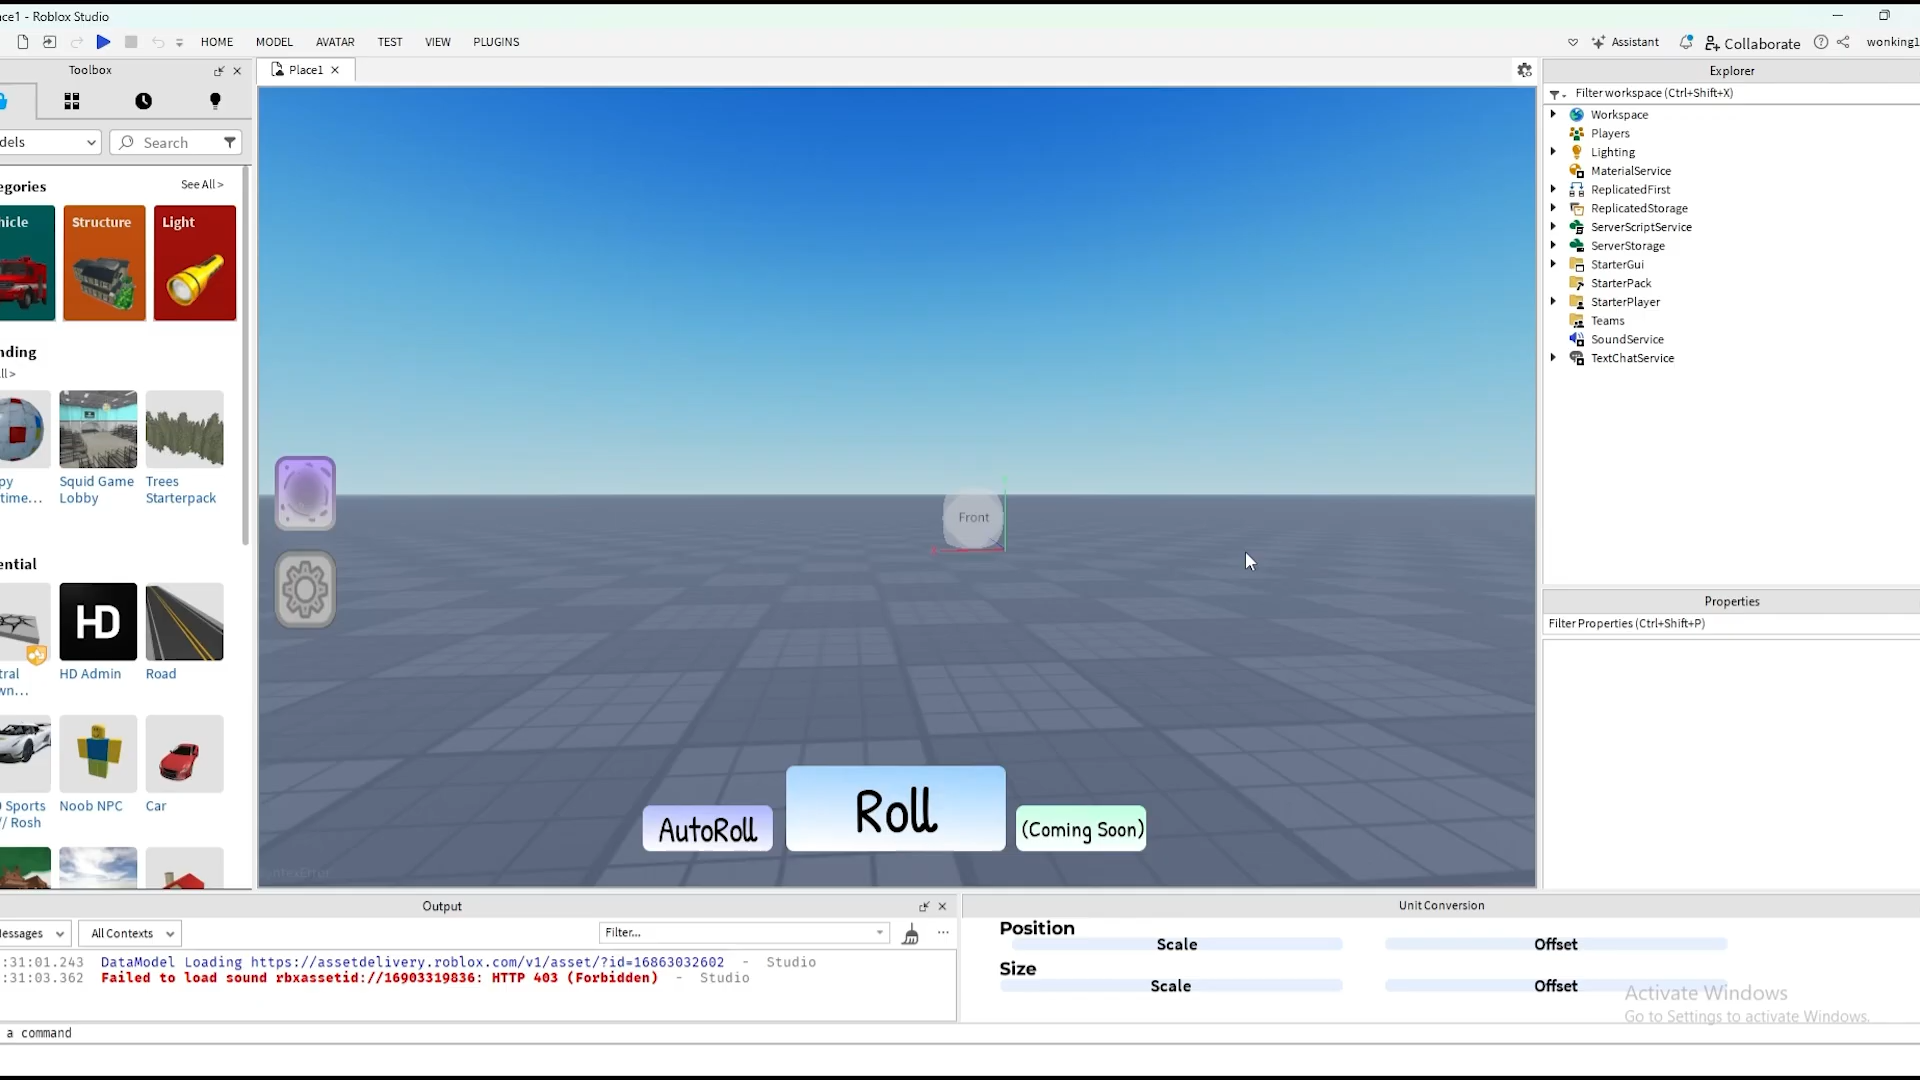 ce1 - Roblox Studio
HOME MODEL AVATAR TEST VIEW PLUGINS
Assistant
Collaborate
wonking1
Toolbox
Place1
Explorer
Filter workspace (Ctrl+Shift+X)
dels
Search
Workspace
Players
Lighting
MaterialService
ReplicatedFirst
ReplicatedStorage
ServerScriptService
ServerStorage
StarterGui
StarterPack
StarterPlayer
Teams
SoundService
TextChatService
egories
See All >
hicle
Structure
Light
nding
ll >
py
time...
Squid Game
Lobby
Trees
Starterpack
ential
HD
tral
wn...
HD Admin
Road
Sports
// Rosh
Noob NPC
Car
Front
AutoRoll
Roll
(Coming Soon)
Properties
Filter Properties (Ctrl+Shift+P)
Output
essages
All Contexts
Filter...
:31:01.243 DataModel Loading https://assetdelivery.roblox.com/v1/asset/?id=16863032602 - Studio
:31:03.362 Failed to load sound rbxassetid://16903319836: HTTP 403 (Forbidden) - Studio
a command
Unit Conversion
Position
Scale
Offset
Size
Scale
Offset
Activate Windows
Go to Settings to activate Windows.